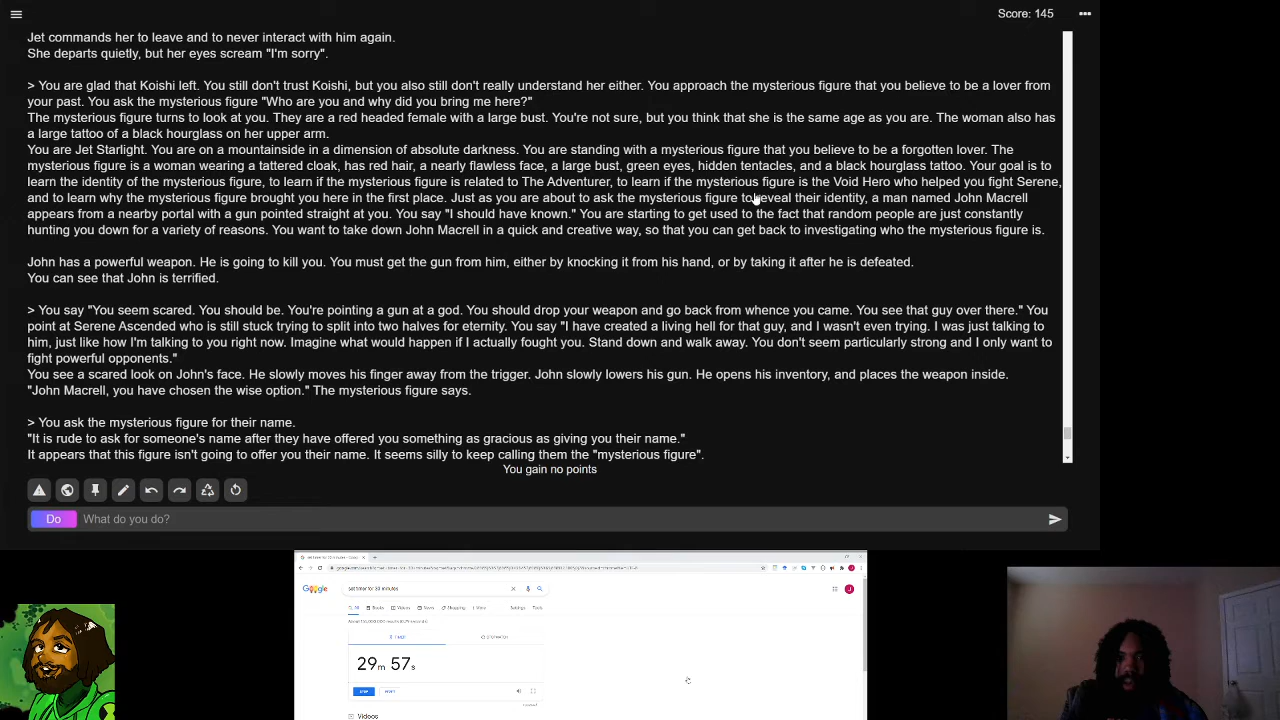 Score: 145
Jet commands her to leave and to never interact with him again.
She departs quietly, but her eyes scream "I'm sorry".
> You are glad that Koishi left. You still don't trust Koishi, but you also still don't really understand her either. You approach the mysterious figure that you believe to be a lover from
your past. You ask the mysterious figure "Who are you and why did you bring me here?"
The mysterious figure turns to look at you. They are a red headed female with a large bust. You're not sure, but you think that she is the same age as you are. The woman also has
a large tattoo of a black hourglass on her upper arm.
You are Jet Starlight. You are on a mountainside in a dimension of absolute darkness. You are standing with a mysterious figure that you believe to be a forgotten lover. The
mysterious figure is a woman wearing a tattered cloak, has red hair, a nearly flawless face, a large bust, green eyes, hidden tentacles, and a black hourglass tattoo. Your goal is to
learn the identity of the mysterious figure, to learn if the mysterious figure is related to The Adventurer, to learn if the mysterious figure is the Void Hero who helped you fight Serene,
and to learn why the mysterious figure brought you here in the first place. Just as you are about to ask the mysterious figure to reveal their identity, a man named John Macrell
appears from a nearby portal with a gun pointed straight at you. You say "I should have known." You are starting to get used to the fact that random people are just constantly
hunting you down for a variety of reasons. You want to take down John Macrell in a quick and creative way, so that you can get back to investigating who the mysterious figure is.
John has a powerful weapon. He is going to kill you. You must get the gun from him, either by knocking it from his hand, or by taking it after he is defeated.
You can see that John is terrified.
> You say "You seem scared. You should be. You're pointing a gun at a god. You should drop your weapon and go back from whence you came. You see that guy over there." You
point at Serene Ascended who is still stuck trying to split into two halves for eternity. You say "I have created a living hell for that guy, and I wasn't even trying. I was just talking to
him, just like how I'm talking to you right now. Imagine what would happen if I actually fought you. Stand down and walk away. You don't seem particularly strong and I only want to
fight powerful opponents."
You see a scared look on John's face. He slowly moves his finger away from the trigger. John slowly lowers his gun. He opens his inventory, and places the weapon inside.
"John Macrell, you have chosen the wise option." The mysterious figure says.
> You ask the mysterious figure for their name.
"It is rude to ask for someone's name after they have offered you something as gracious as giving you their name."
It appears that this figure isn't going to offer you their name. It seems silly to keep calling them the "mysterious figure".
You gain no points
Do What do you do?
Google
set timer for 30 minutes
Settings Tools
TIMER STOPWATCH
29m 57s
Videos